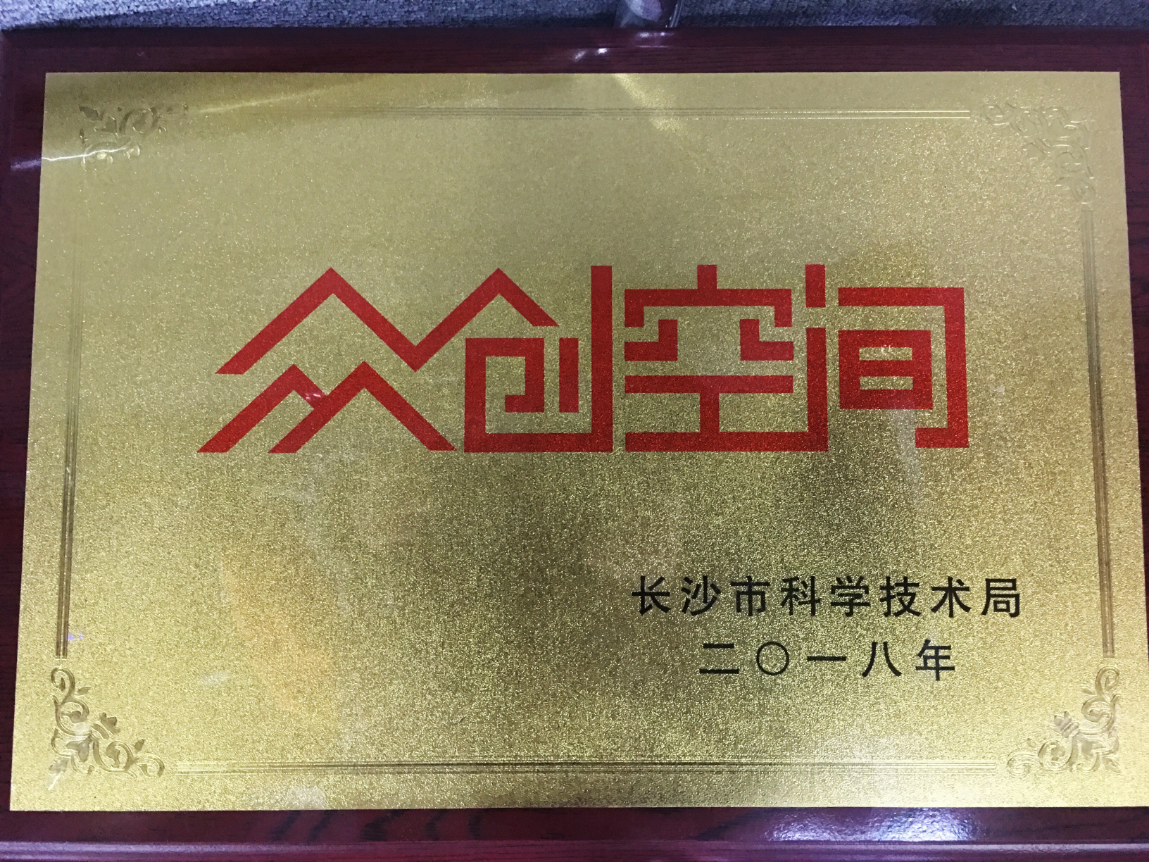 众创空间
长沙市科学技术局
二〇一八年